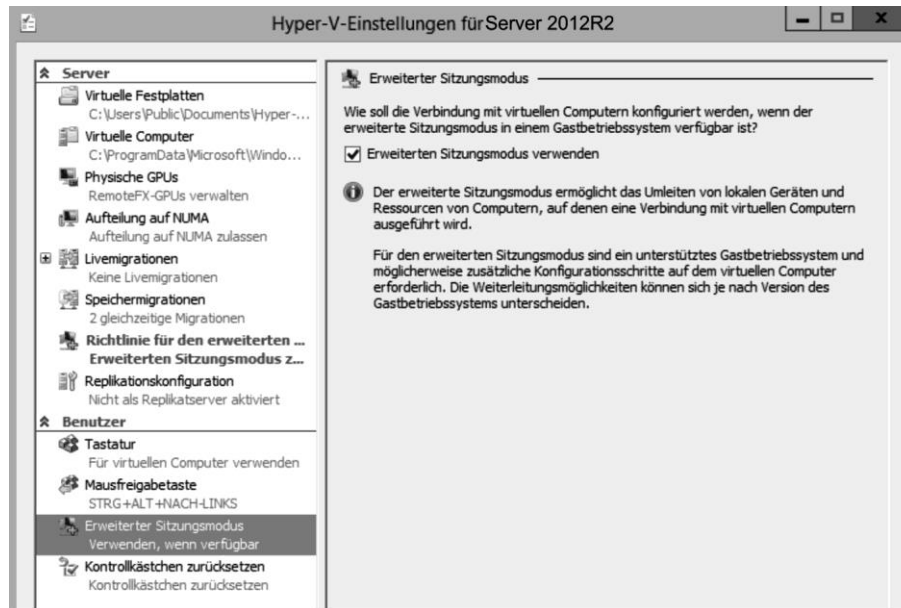 Hyper-V-Einstellungen für Server 2012R2
Server
Virtuelle Festplatten
C:\Users\Public\Documents\Hyper-...
Virtuelle Computer
C:\ProgramData\Microsoft\Windo...
Physische GPUs
RemoteFX-GPUs verwalten
Aufteilung auf NUMA
Aufteilung auf NUMA zulassen
Livemigrationen
Keine Livemigrationen
Speichermigrationen
2 gleichzeitige Migrationen
Richtlinie für den erweiterten ...
Erweiterten Sitzungsmodus z...
Replikationskonfiguration
Nicht als Replikatserver aktiviert
Benutzer
Tastatur
Für virtuellen Computer verwenden
Mausfreigabetaste
STRG+ALT+NACH-LINKS
Erweiterter Sitzungsmodus
Verwenden, wenn verfügbar
Kontrollkästchen zurücksetzen
Kontrollkästchen zurücksetzen
Erweiterter Sitzungsmodus
Wie soll die Verbindung mit virtuellen Computern konfiguriert werden, wenn der
erweiterte Sitzungsmodus in einem Gastbetriebssystem verfügbar ist?
Erweiterten Sitzungsmodus verwenden
Der erweiterte Sitzungsmodus ermöglicht das Umleiten von lokalen Geräten und
Ressourcen von Computern, auf denen eine Verbindung mit virtuellen Computern
ausgeführt wird.
Für den erweiterten Sitzungsmodus sind ein unterstütztes Gastbetriebssystem und
möglicherweise zusätzliche Konfigurationsschritte auf dem virtuellen Computer
erforderlich. Die Weiterleitungsmöglichkeiten können sich je nach Version des
Gastbetriebssystems unterscheiden.